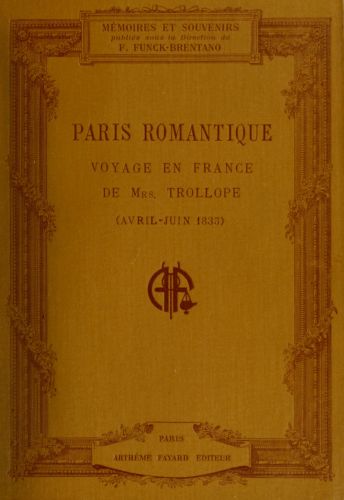 MÉMOIRES ET SOUVENIRS
publiés sous la Direction de
F. FUNCK-BRENTANO
PARIS ROMANTIQUE
VOYAGE EN FRANCE
DE MRS. TROLLOPE
(AVRIL-JUIN 1835)
PARIS
ARTHÈME FAYARD EDITEUR